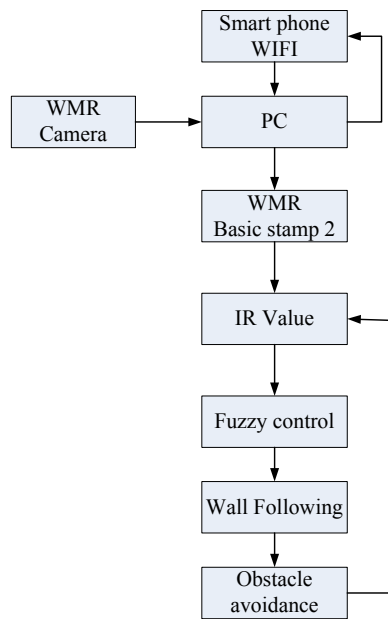 Smart phone
WIFI
WMR
Camera
PC
WMR
Basic stamp 2
IR Value
Fuzzy control
Wall Following
Obstacle
avoidance